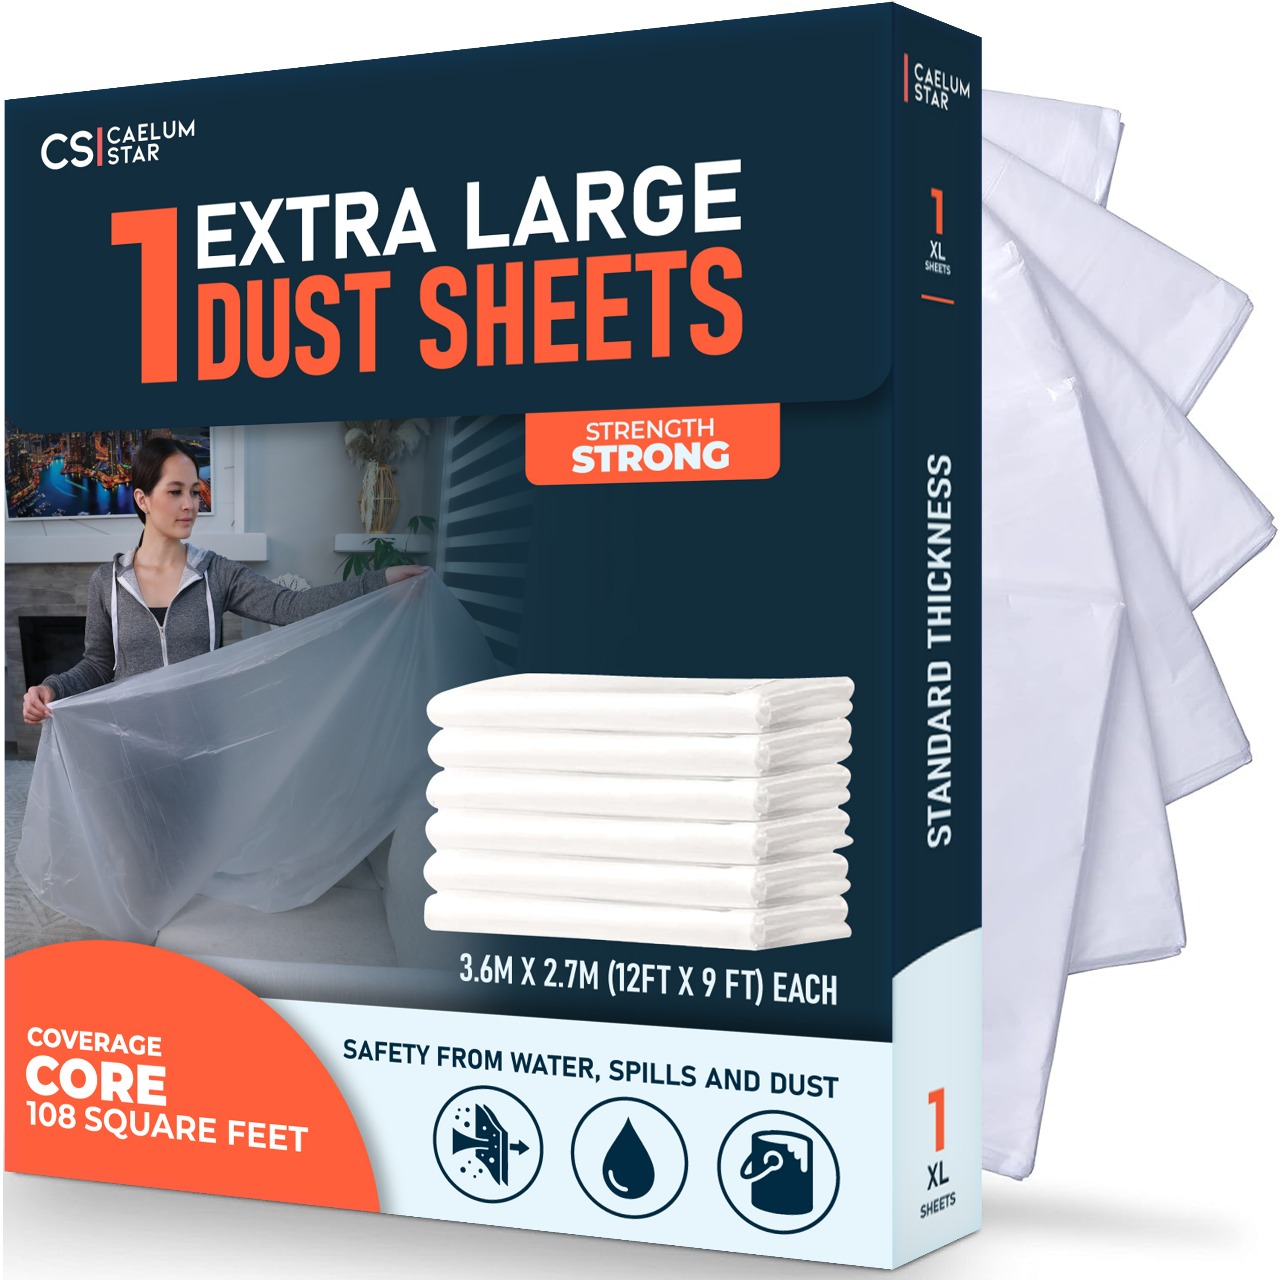 CS CAELUM
STAR
1 EXTRA LARGE
DUST SHEETS
STRENGTH
STRONG
3.6M X 2.7M (12FT X 9 FT) EACH
COVERAGE
CORE
108 SQUARE FEET
SAFETY FROM WATER, SPILLS AND DUST
CAELUM
STAR
1
XL
SHEETS
STANDARD THICKNESS
1
XL
SHEETS